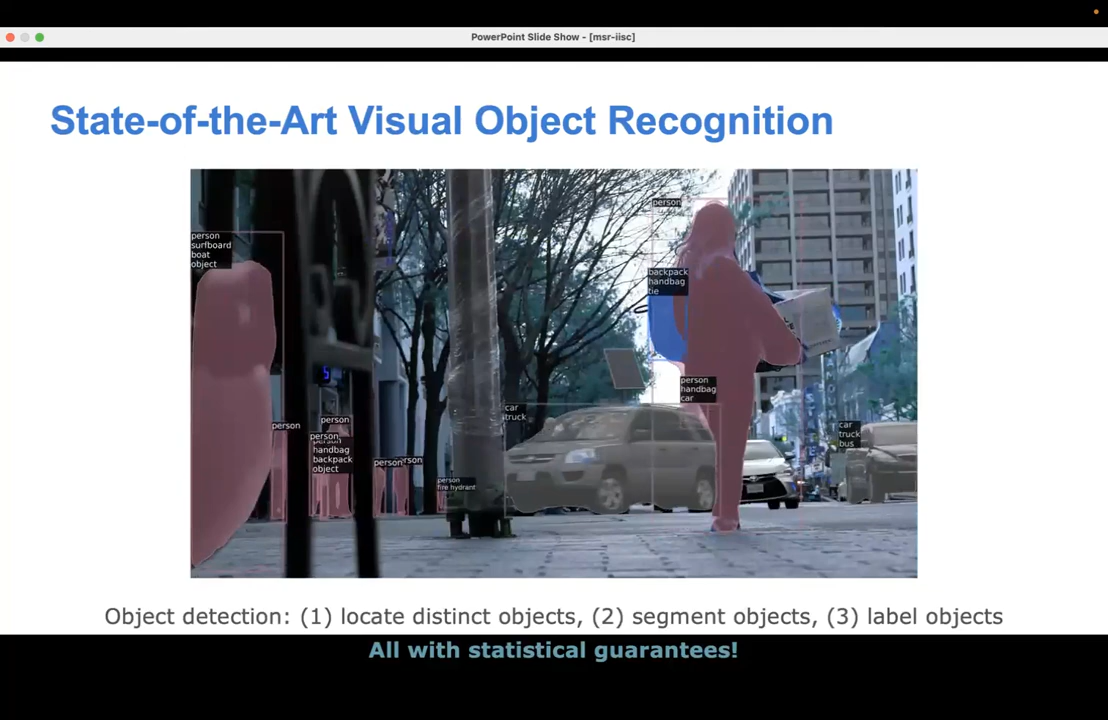 PowerPoint Slide Show - [msr-iisc]
State-of-the-Art Visual Object Recognition
person
surfboard
boat
object
person
backpack
handbag
tie
person
handbag
car
car
truck
car
truck
bus
person
person
person
handbag
backpack
object
person
person
fire hydrant
5
Object detection: (1) locate distinct objects, (2) segment objects, (3) label objects
All with statistical guarantees!